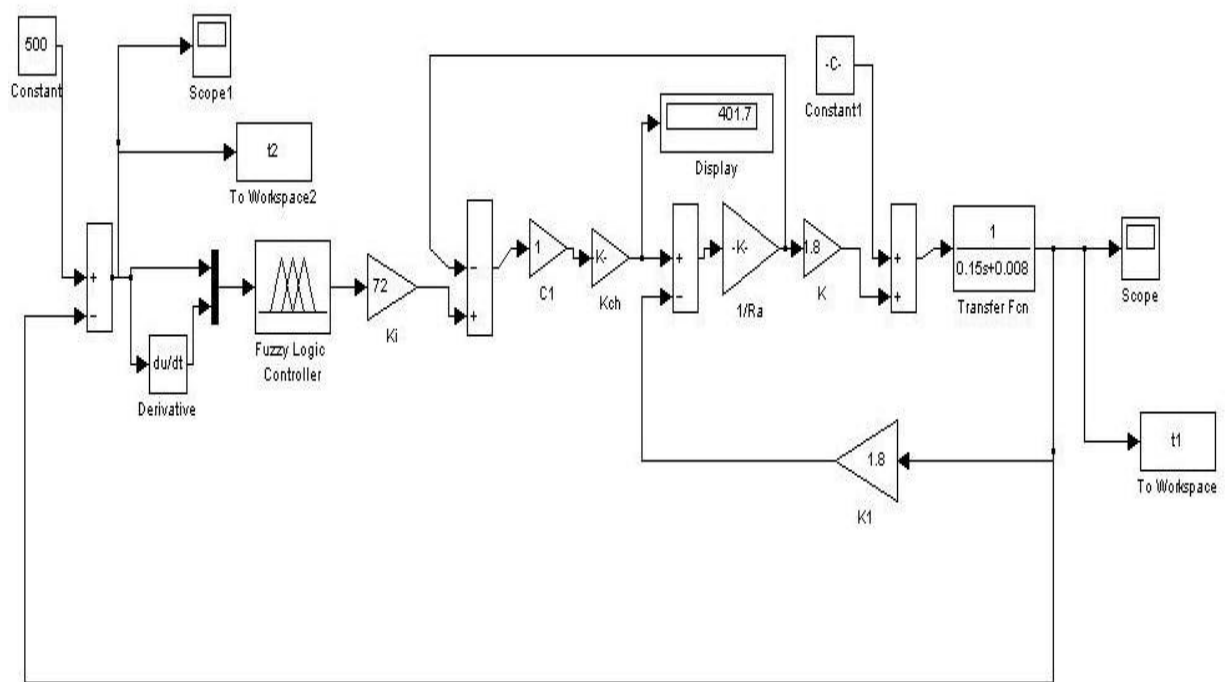 500
Constant
Scope1
t2
To Workspace2
+
−
du/dt
Derivative
Fuzzy Logic
Controller
72
Ki
−
+
1
C1
-K-
Kch
401.7
Display
+
−
-K-
1/Ra
1.8
K
-C-
Constant1
+
+
1
0.15s+0.008
Transfer Fcn
Scope
t1
To Workspace
1.8
K1